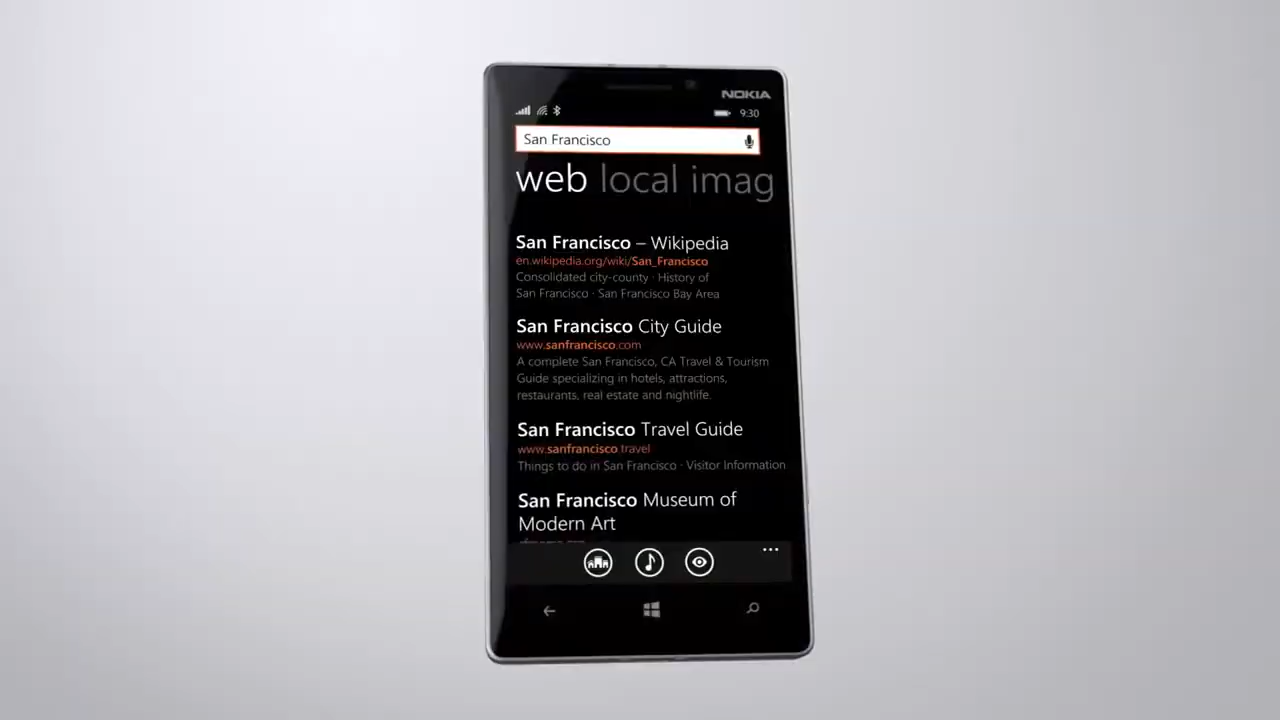 NOKIA
9:30
San Francisco
web local imag
San Francisco – Wikipedia
en.wikipedia.org/wiki/San_Francisco
Consolidated city-county · History of
San Francisco · San Francisco Bay Area
San Francisco City Guide
www.sanfrancisco.com
A complete San Francisco, CA Travel & Tourism
Guide specializing in hotels, attractions,
restaurants, real estate and nightlife.
San Francisco Travel Guide
www.sanfrancisco.travel
Things to do in San Francisco · Visitor Information
San Francisco Museum of
Modern Art